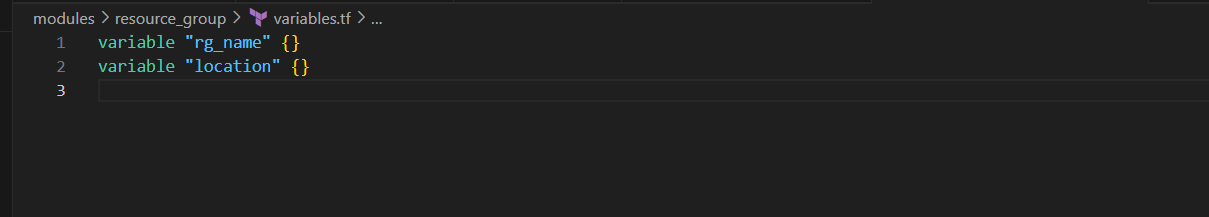 modules > resource_group > variables.tf > ...
1 variable "rg_name" {}
2 variable "location" {}
3